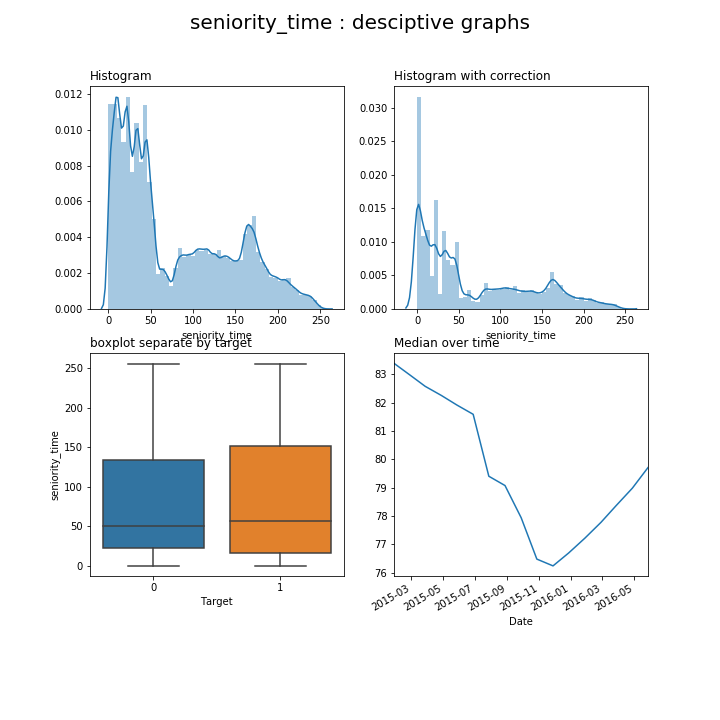 seniority_time : desciptive graphs
Histogram
0.012
0.010
0.008
0.006
0.004
0.002
0.000
0 50 100 150 200 250
seniority_time
Histogram with correction
0.030
0.025
0.020
0.015
0.010
0.005
0.000
0 50 100 150 200 250
seniority_time
boxplot separate by target
250
200
150
100
50
0
seniority_time
0 1
Target
Median over time
83
82
81
80
79
78
77
76
2015-03 2015-05 2015-07 2015-09 2015-11 2016-01 2016-03 2016-05
Date